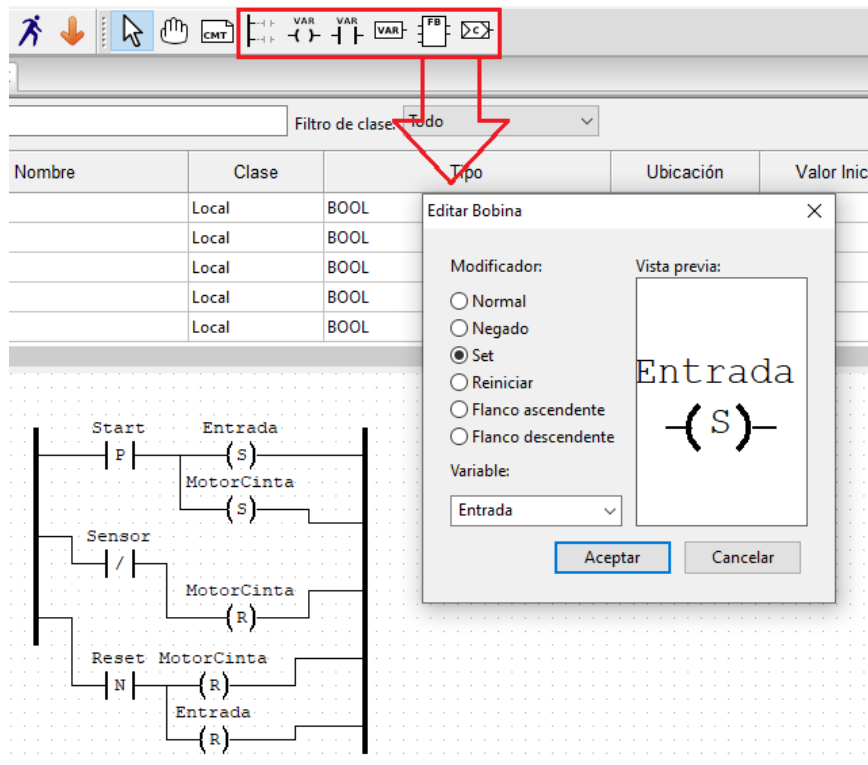 CMT VAR VAR VAR FB C
Filtro de clase: Todo
Nombre Clase Tipo Ubicación Valor Inic
Local BOOL
Local BOOL
Local BOOL
Local BOOL
Local BOOL
Editar Bobina
Modificador:
Normal
Negado
Set
Reiniciar
Flanco ascendente
Flanco descendente
Variable:
Entrada
Vista previa:
Entrada
S
Aceptar Cancelar
Start Entrada
P S
MotorCinta
S
Sensor
/
MotorCinta
R
Reset MotorCinta
N R
Entrada
R